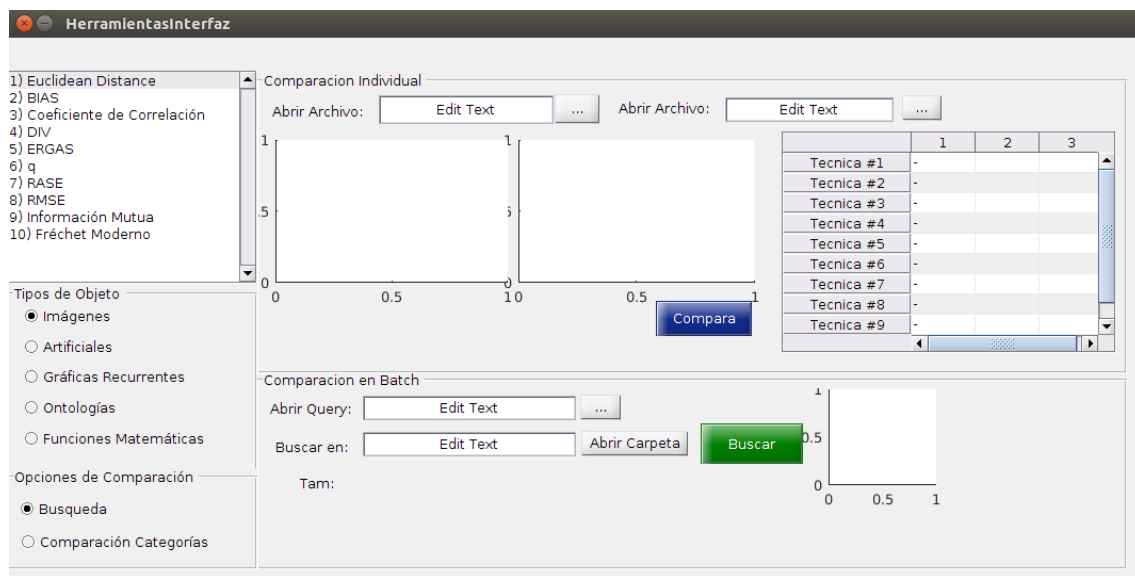 HerramientasInterfaz
1) Euclidean Distance
2) BIAS
3) Coeficiente de Correlación
4) DIV
5) ERGAS
6) q
7) RASE
8) RMSE
9) Información Mutua
10) Fréchet Moderno
Tipos de Objeto
Imágenes
Artificiales
Gráficas Recurrentes
Ontologías
Funciones Matemáticas
Opciones de Comparación
Busqueda
Comparación Categorías
Comparacion Individual
Abrir Archivo: Edit Text ... Abrir Archivo: Edit Text ...
1
.5
0
0 0.5 1
1
5
0
0 0.5 1
Compara
1 2 3
Tecnica #1 -
Tecnica #2 -
Tecnica #3 -
Tecnica #4 -
Tecnica #5 -
Tecnica #6 -
Tecnica #7 -
Tecnica #8 -
Tecnica #9 -
Comparacion en Batch
Abrir Query: Edit Text ...
Buscar en: Edit Text Abrir Carpeta Buscar
Tam:
1
0.5
0
0 0.5 1